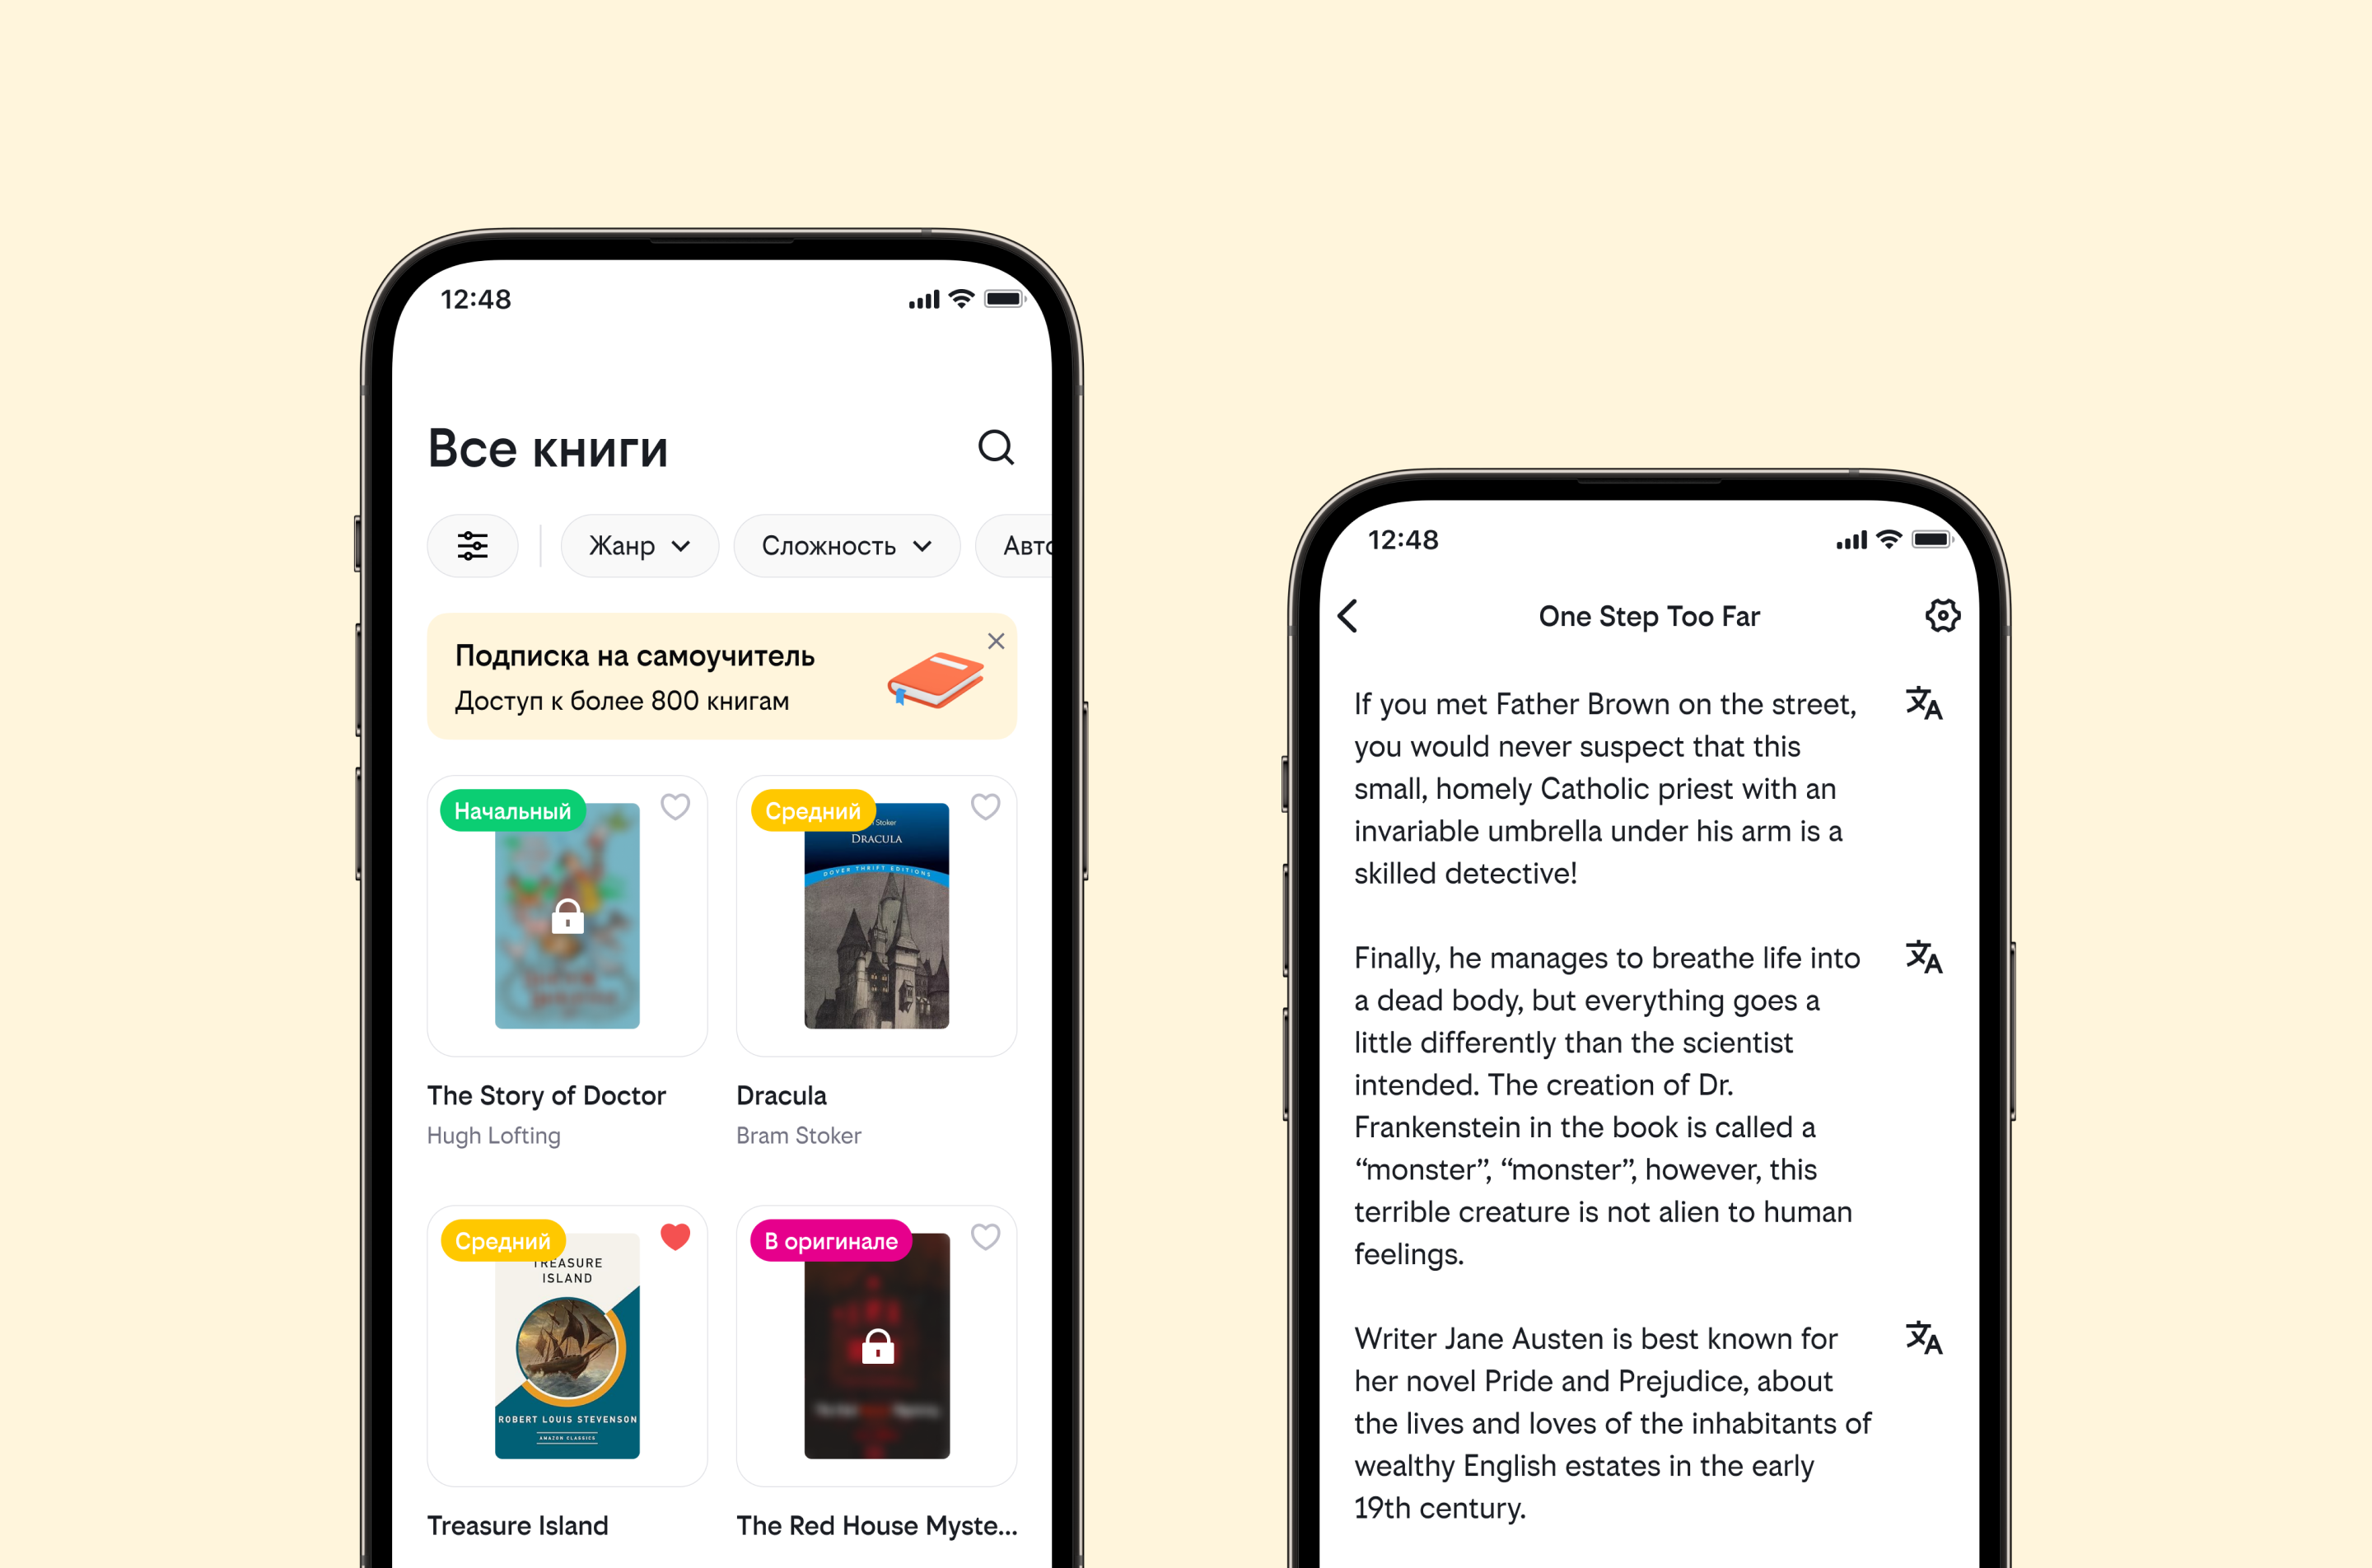 12:48
Все книги
Жанр
Сложность
Авто
Подписка на самоучитель
Доступ к более 800 книгам
Начальный
The Story of Doctor
Hugh Lofting
Средний
Stoker
DRACULA
DOVER THRIFT EDITIONS
Dracula
Bram Stoker
Средний
TREASURE
ISLAND
ROBERT LOUIS STEVENSON
AMAZON CLASSICS
Treasure Island
В оригинале
The Red House Myste...
12:48
One Step Too Far
If you met Father Brown on the street,
you would never suspect that this
small, homely Catholic priest with an
invariable umbrella under his arm is a
skilled detective!
Finally, he manages to breathe life into
a dead body, but everything goes a
little differently than the scientist
intended. The creation of Dr.
Frankenstein in the book is called a
“monster”, “monster”, however, this
terrible creature is not alien to human
feelings.
Writer Jane Austen is best known for
her novel Pride and Prejudice, about
the lives and loves of the inhabitants of
wealthy English estates in the early
19th century.